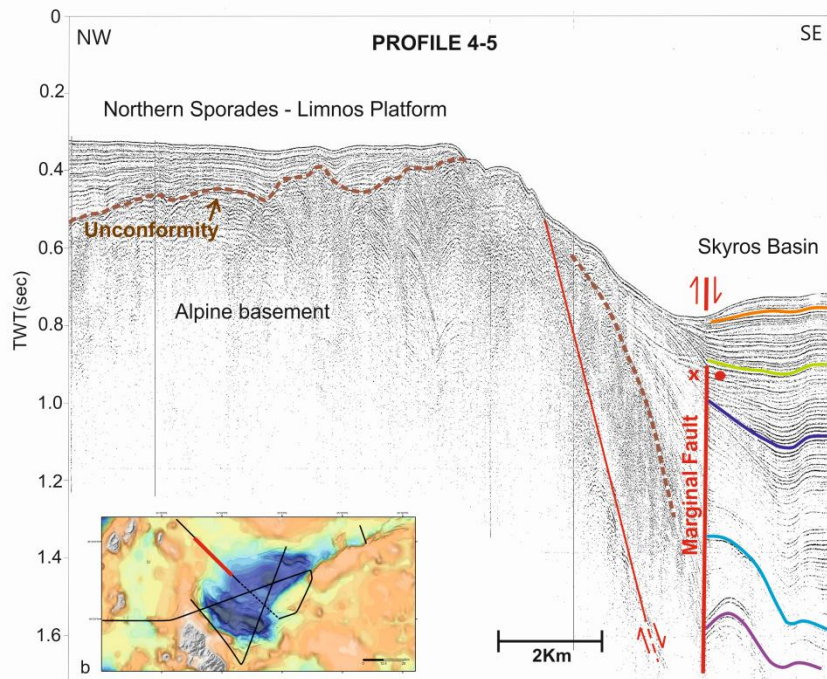 NW
PROFILE 4-5
SE
0
0.2
0.4
0.6
0.8
1.0
1.2
1.4
1.6
TWT(sec)
Northern Sporades - Limnos Platform
Unconformity
Alpine basement
Skyros Basin
x
Marginal Fault
2Km
b